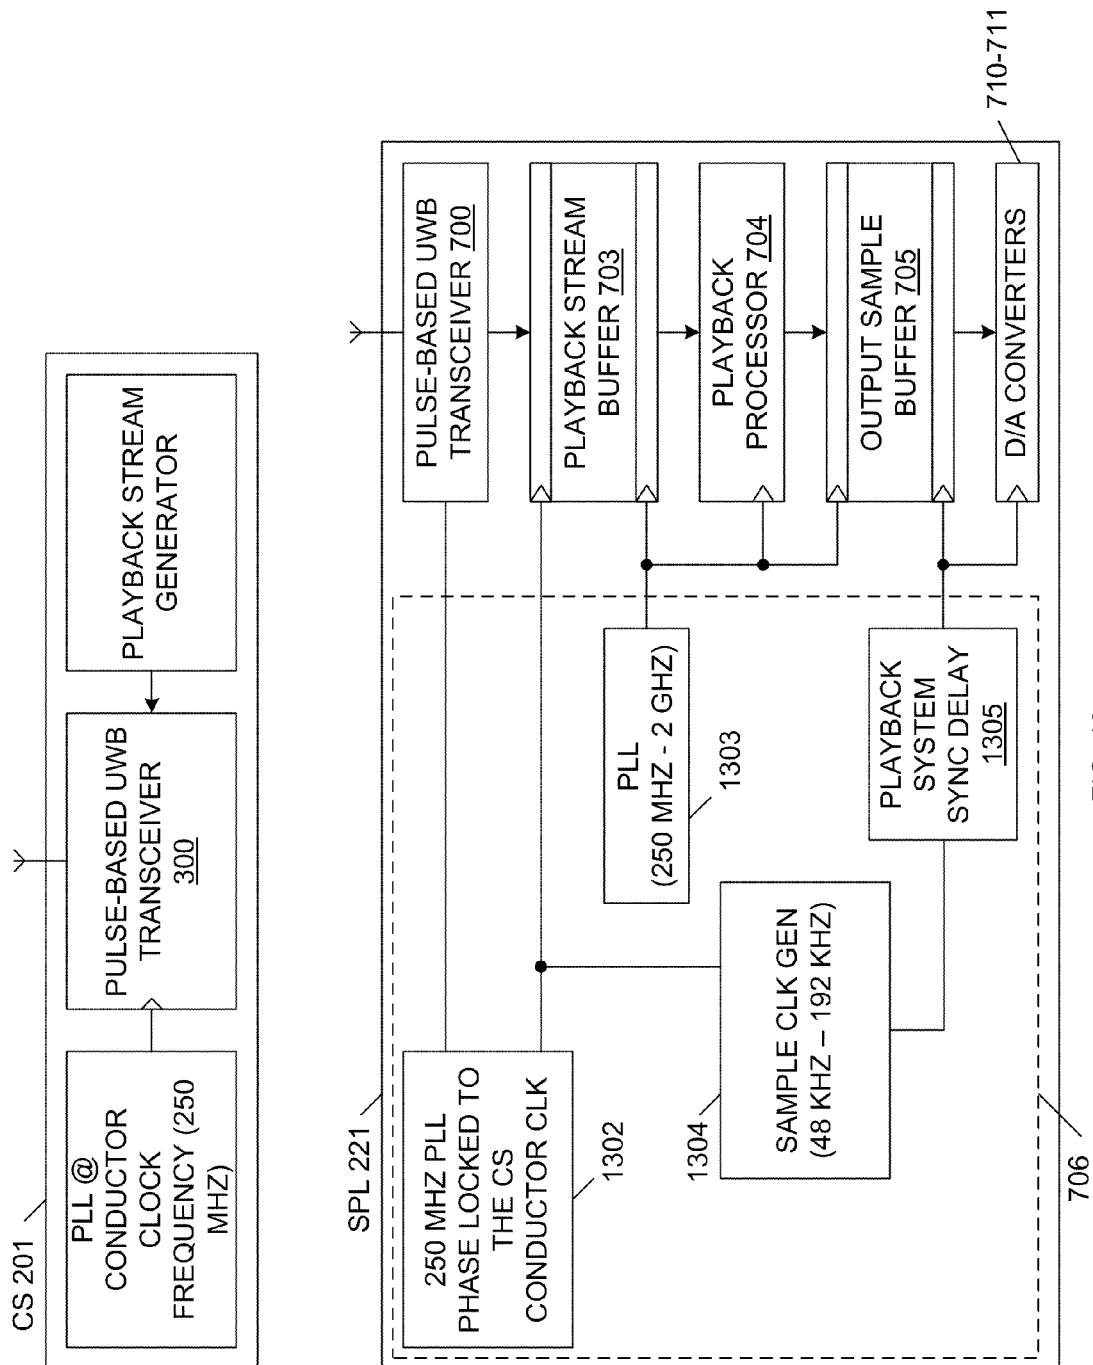 CS 201
PLL @
CONDUCTOR
CLOCK
FREQUENCY (250
MHZ)
PULSE-BASED UWB
TRANSCEIVER
300
PLAYBACK STREAM
GENERATOR
SPL 221
250 MHZ PLL
PHASE LOCKED TO
THE CS
CONDUCTOR CLK
1302
PULSE-BASED UWB
TRANSCEIVER 700
PLAYBACK STREAM
BUFFER 703
PLL
(250 MHZ - 2 GHZ)
1303
PLAYBACK
PROCESSOR 704
1304
SAMPLE CLK GEN
(48 KHZ – 192 KHZ)
OUTPUT SAMPLE
BUFFER 705
PLAYBACK
SYSTEM
SYNC DELAY
1305
D/A CONVERTERS
710-711
706